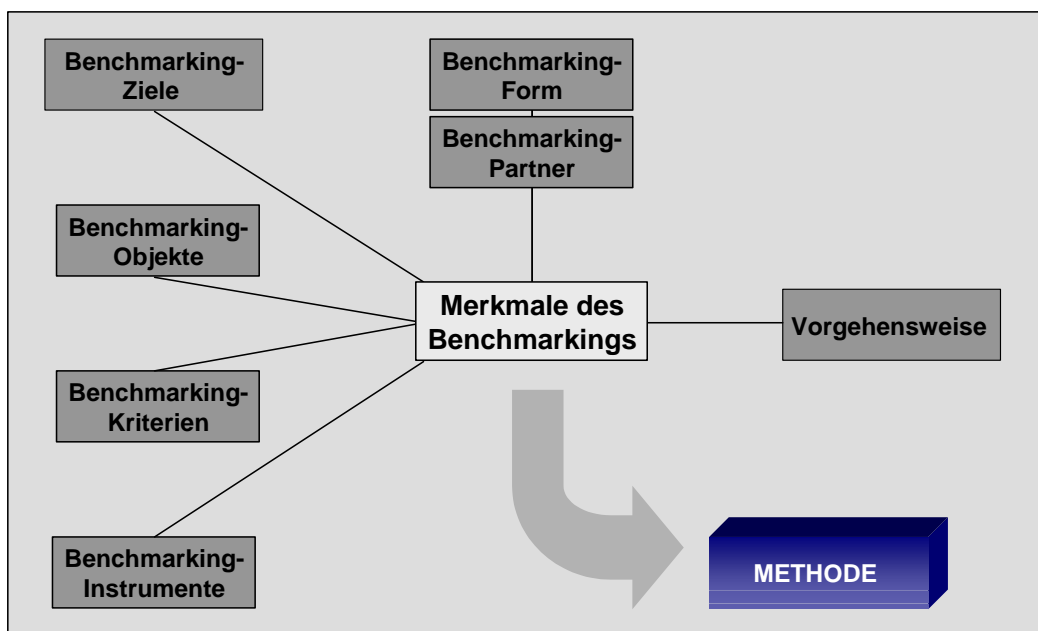 Benchmarking-
Ziele
Benchmarking-
Form
Benchmarking-
Partner
Benchmarking-
Objekte
Merkmale des
Benchmarkings
Vorgehensweise
Benchmarking-
Kriterien
Benchmarking-
Instrumente
METHODE